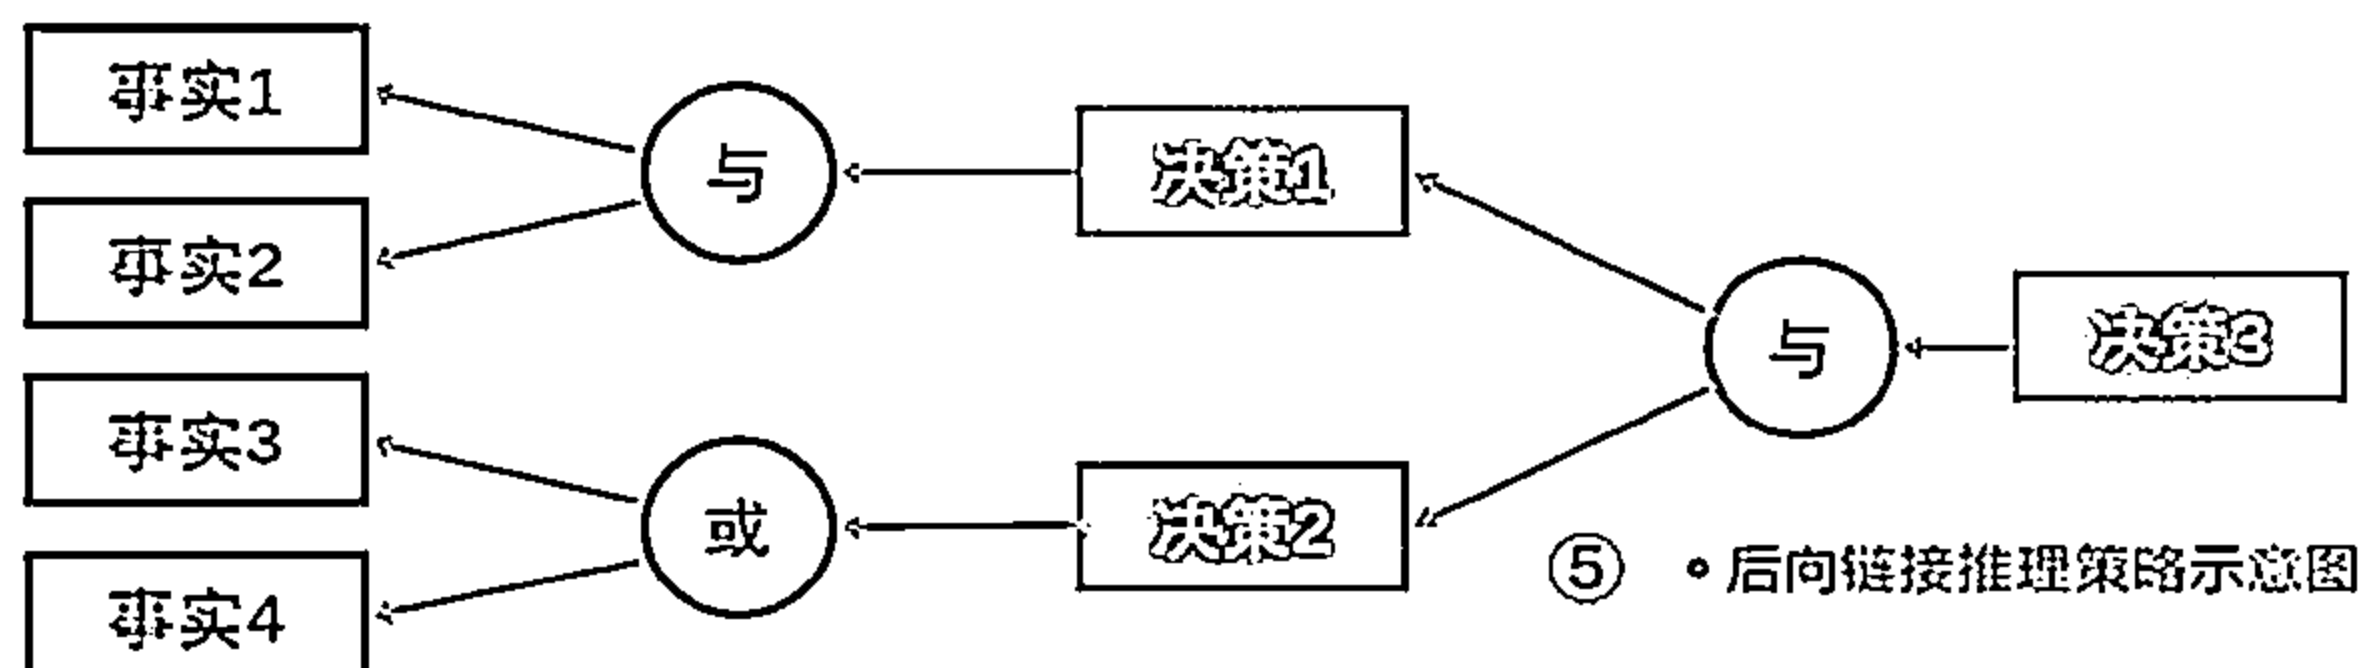 事实1
事实2
事实3
事实4
与
或
决策1
决策2
与
决策3
⑤ •后向链接推理策略示意图